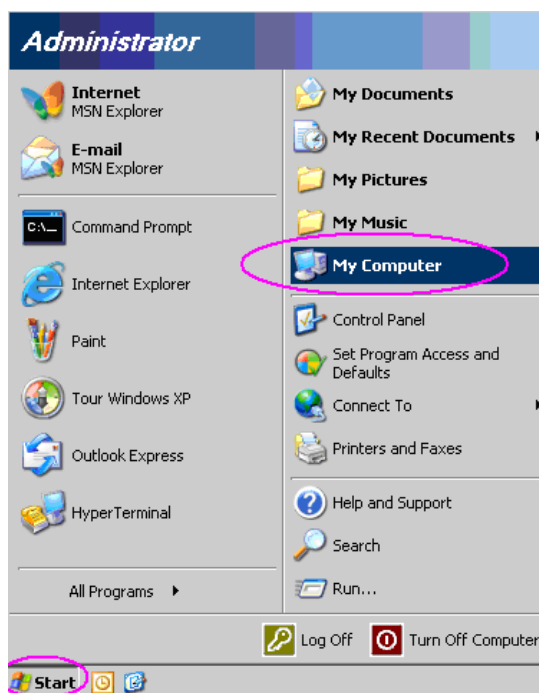 Administrator
Internet
MSN Explorer
E-mail
MSN Explorer
Command Prompt
Internet Explorer
Paint
Tour Windows XP
Outlook Express
HyperTerminal
All Programs
My Documents
My Recent Documents
My Pictures
My Music
My Computer
Control Panel
Set Program Access and
Defaults
Connect To
Printers and Faxes
Help and Support
Search
Run...
Log Off
Turn Off Computer
Start